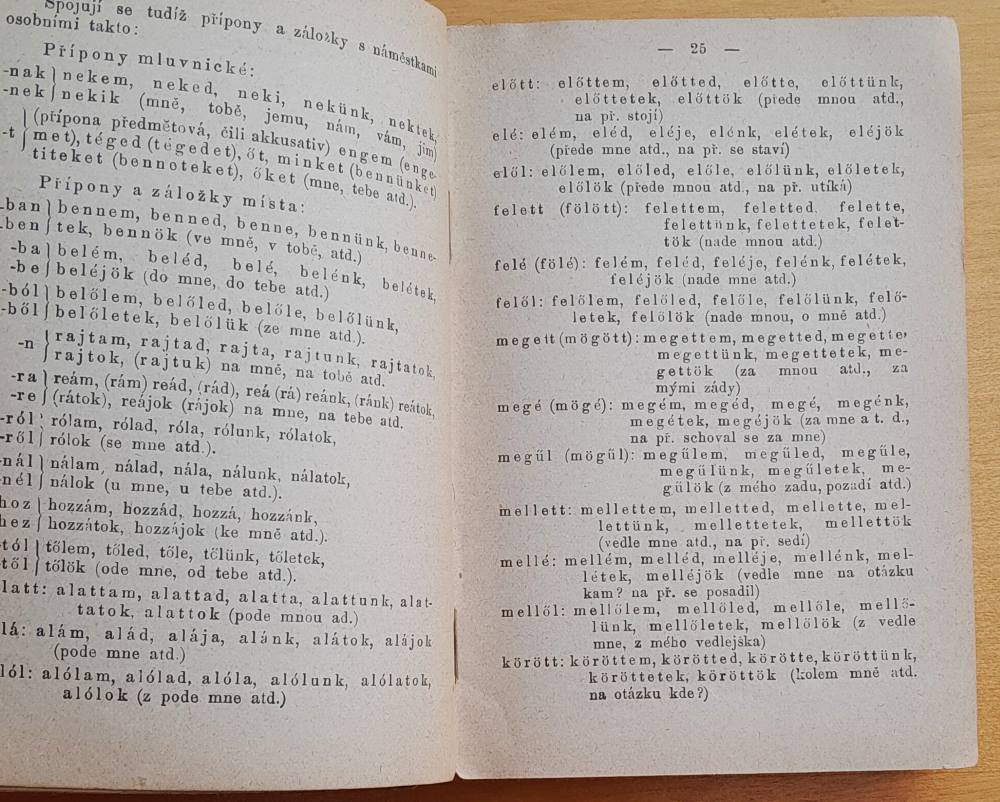 Spojují se tudíž přípony a záložky s náměstkami
osobními takto:
Přípony mluvnické:
-nak } nekem, neked, neki, nekünk, nektek,
-nek } nekik (mně, tobě, jemu, nám, vám, jim)
(přípona předmětová, čili akkusativ) engem (enge-
-t } met), téged (tégedet), őt, minket (bennünket)
titeket (bennoteket), őket (mne, tebe atd.).
Přípony a záložky místa:
-ban } bennem, benned, benne, bennünk, benne-
-ben } tek, bennök (ve mně, v tobě, atd.)
-ba } belém, beléd, belé, belénk, belétek,
-be } beléjök (do mne, do tebe atd.)
-ból } belőlem, belőled, belőle, belőlünk,
-ből } belőletek, belőlük (ze mne atd.).
-n { rajtam, rajtad, rajta, rajtunk, rajtatok,
rajtok, (rajtuk) na mně, na tobě atd.
-ra } reám, (rám) reád, (rád), reá (rá) reánk, (ránk) reátok,
-re } (rátok), reájok (rájok) na mne, na tebe atd.
-ról } rólam, rólad, róla, rólunk, rólatok,
-ről } rólok (se mne atd.).
-nál } nálam, nálad, nála, nálunk, nálatok,
-nél } nálok (u mne, u tebe atd.).
hoz } hozzám, hozzád, hozzá, hozzánk,
hez } hozzátok, hozzájok (ke mně atd.).
-tól } tőlem, tőled, tőle, tőlünk, tőletek,
-től } tőlök (ode mne, od tebe atd.).
latt: alattam, alattad, alatta, alattunk, alat-
tatok, alattok (pode mnou ad.)
lá: alám, alád, alája, alánk, alátok, alájok
(pode mne atd.)
lól: alólam, alólad, alóla, alólunk, alólatok,
alólok (z pode mne atd.)
— 25 —
előtt: előttem, előtted, előtte, előttünk,
előttetek, előttök (přede mnou atd.,
na př. stojí)
elé: elém, eléd, eléje, elénk, elétek, eléjök
(přede mne atd., na př. se staví)
elől: előlem, előled, előle, előlünk, előletek,
előlök (přede mnou atd., na př. utíká)
felett (fölött): felettem, feletted felette,
felettünk, felettetek, felet-
tök (nade mnou atd.)
felé (fölé): felém, feléd, feléje, felénk, felétek,
feléjök (nade mne atd.)
felől: felőlem, felőled, felőle, felőlünk, felő-
letek, felőlök (nade mnou, o mně atd.)
megett (mögött): megettem, megetted, megette,
megettünk, megettetek, me-
gettök (za mnou atd., za
mými zády)
megé (mögé): megém, megéd, megé, megénk,
megétek, megéjök (za mne a t. d.,
na př. schoval se za mne)
megűl (mögűl): megűlem, megűled, megűle,
megűlünk, megűletek, me-
gülök (z mého zadu, pozadí atd.)
mellett: mellettem, melletted, mellette, mel-
lettünk, mellettetek, mellettök
(vedle mne atd., na př. sedí)
mellé: mellém, melléd, melléje, mellénk, mel-
létek, melléjök (vedle mne na otázku
kam? na př. se posadil)
mellől: mellőlem, mellőled, mellőle, mellő-
lünk, mellőletek, mellőlök (z vedle
mne, z mého vedlejška)
körött: köröttem, körötted, körötte, köröttünk,
köröttetek, köröttök (kolem mně atd.
na otázku kde?)